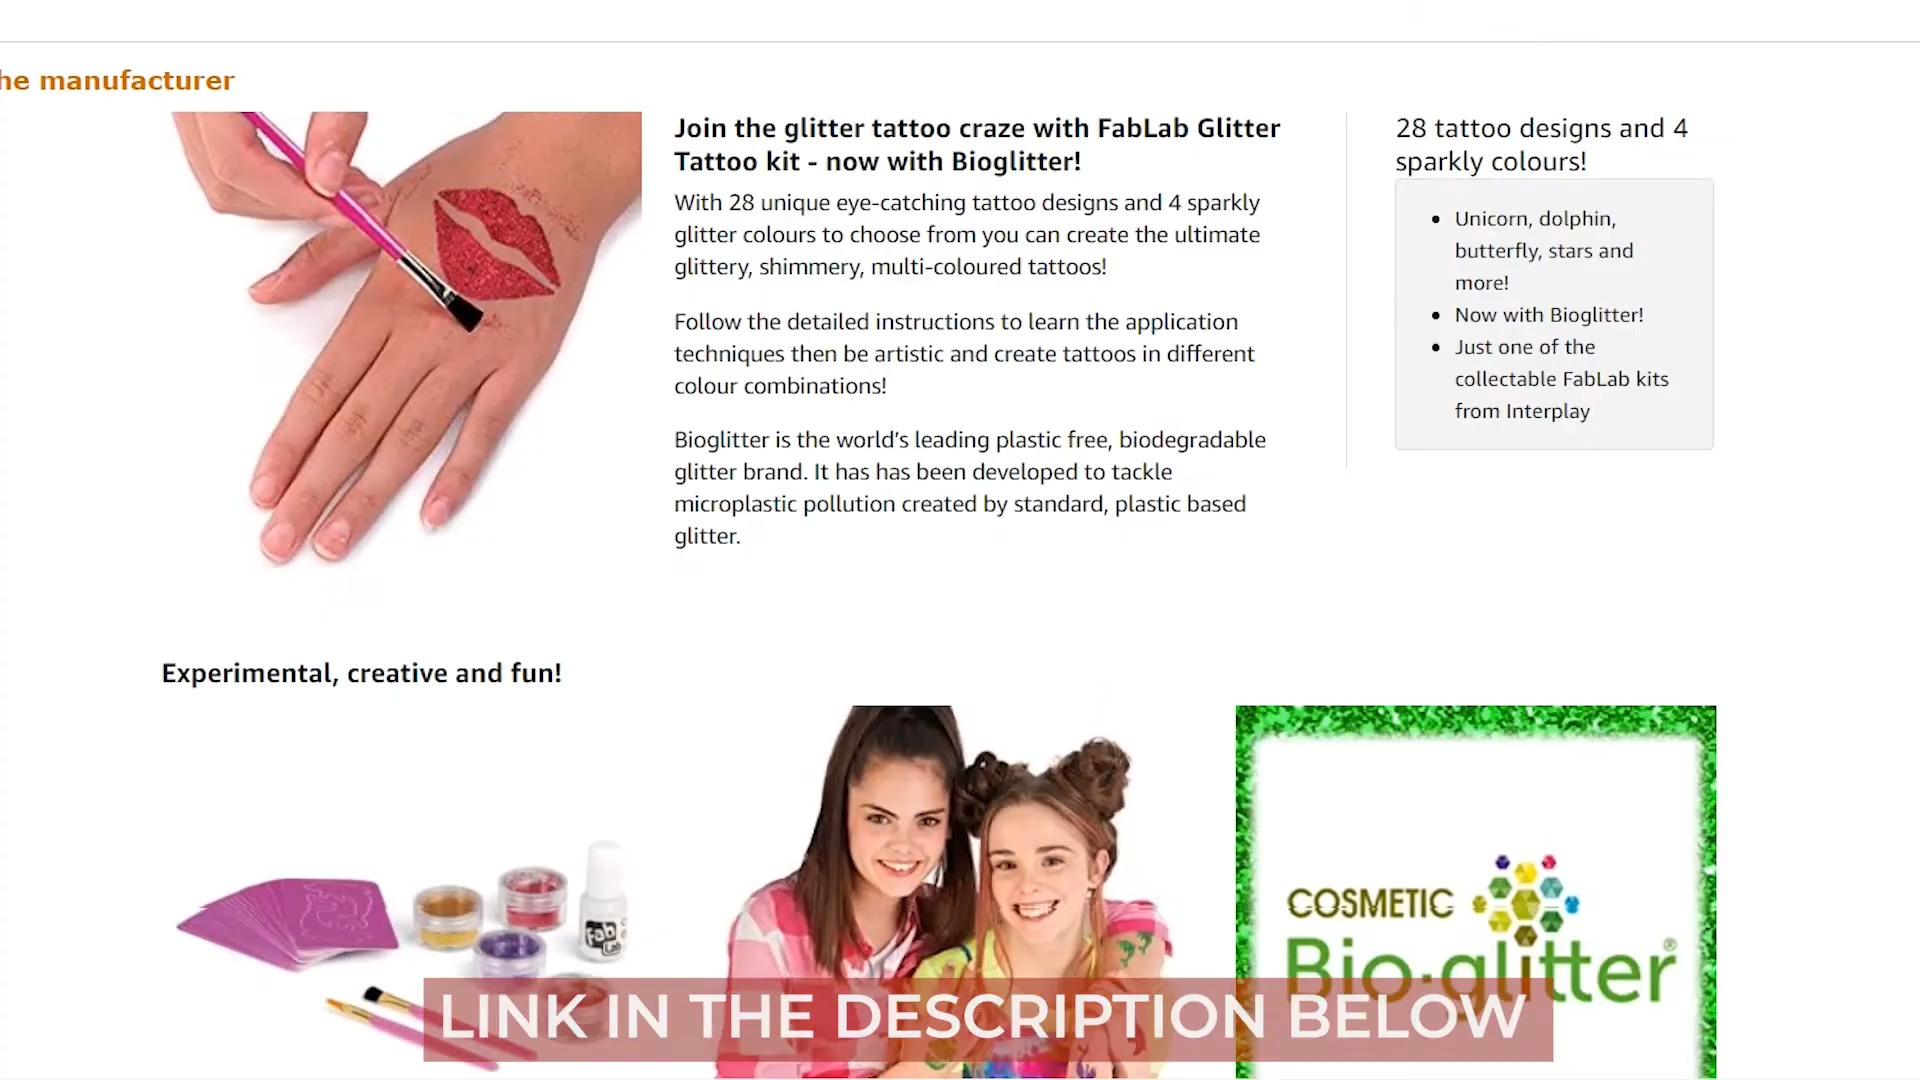 he manufacturer
Join the glitter tattoo craze with FabLab Glitter
Tattoo kit - now with Bioglitter!
With 28 unique eye-catching tattoo designs and 4 sparkly
glitter colours to choose from you can create the ultimate
glittery, shimmery, multi-coloured tattoos!
Follow the detailed instructions to learn the application
techniques then be artistic and create tattoos in different
colour combinations!
Bioglitter is the world’s leading plastic free, biodegradable
glitter brand. It has has been developed to tackle
microplastic pollution created by standard, plastic based
glitter.
28 tattoo designs and 4
sparkly colours!
• Unicorn, dolphin,
butterfly, stars and
more!
• Now with Bioglitter!
• Just one of the
collectable FabLab kits
from Interplay
Experimental, creative and fun!
Fab
Lab
COSMETIC
Bio·glitter®
LINK IN THE DESCRIPTION BELOW